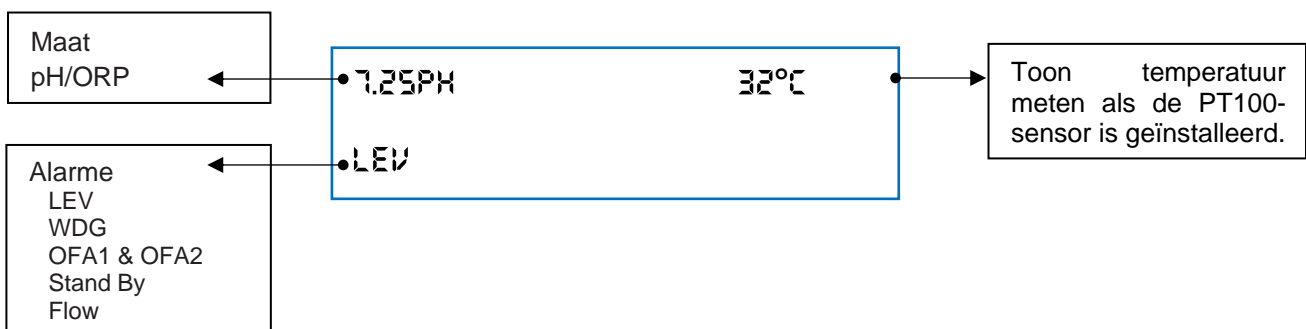 Maat
pH/ORP
7.25PH 32°C
Toon temperatuur
meten als de PT100-
sensor is geïnstalleerd.
Alarme
LEV
WDG
OFA1 & OFA2
Stand By
Flow
LEV